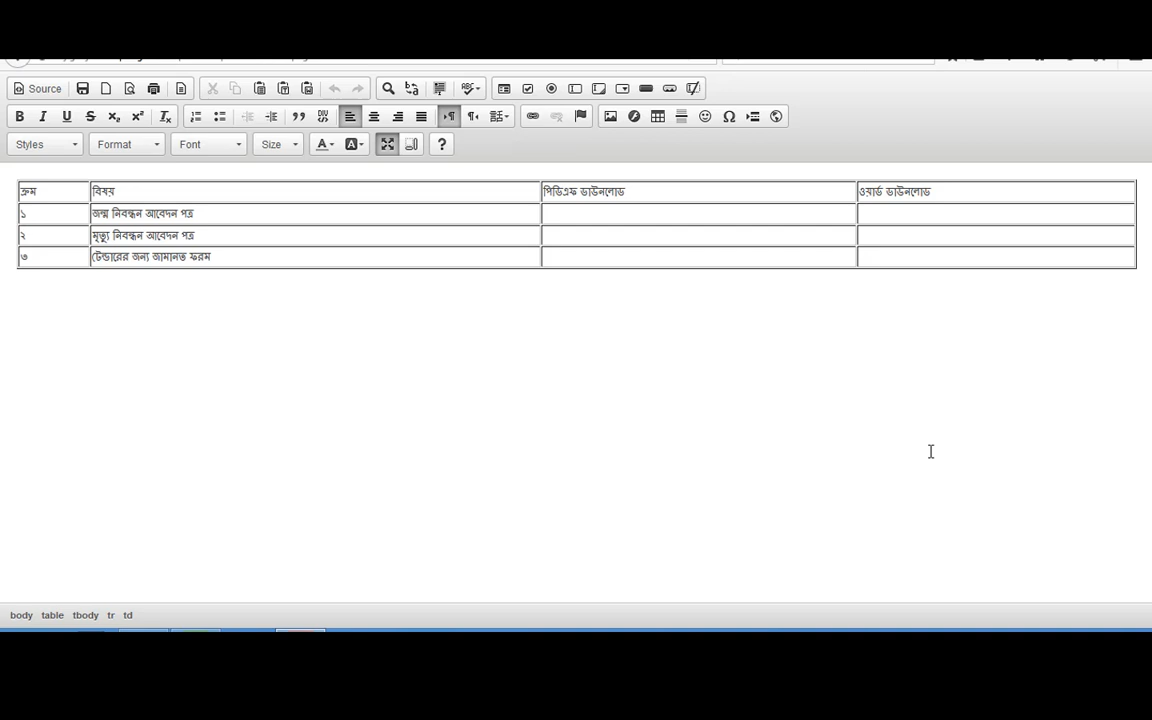 Source
Styles Format Font Size
ক্রম বিষয় পিডিএফ ডাউনলোড ওয়ার্ড ডাউনলোড
১ জন্ম নিবন্ধন আবেদন পত্র
২ মৃত্যু নিবন্ধন আবেদন পত্র
৩ টেন্ডারের জন্য জামানত ফরম
body table tbody tr td